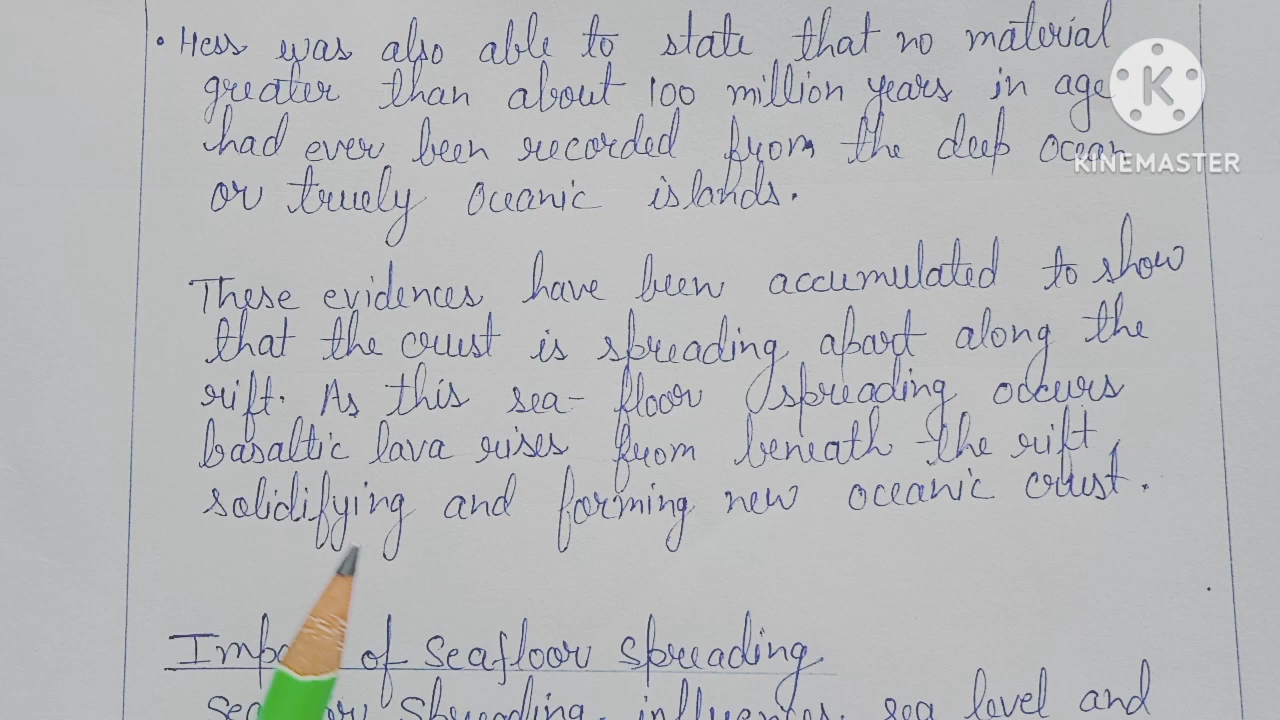 • Hess was also able to state that no material
greater than about 100 million years in age
had ever been recorded from the deep ocean
or truely oceanic islands.
These evidences have been accumulated to show
that the crust is spreading apart along the
rift. As this sea-floor spreading occurs
basaltic lava rises from beneath the rift,
solidifying and forming new oceanic crust.
of seafloor spreading
spreading influences sea level and
K
KINEMASTER